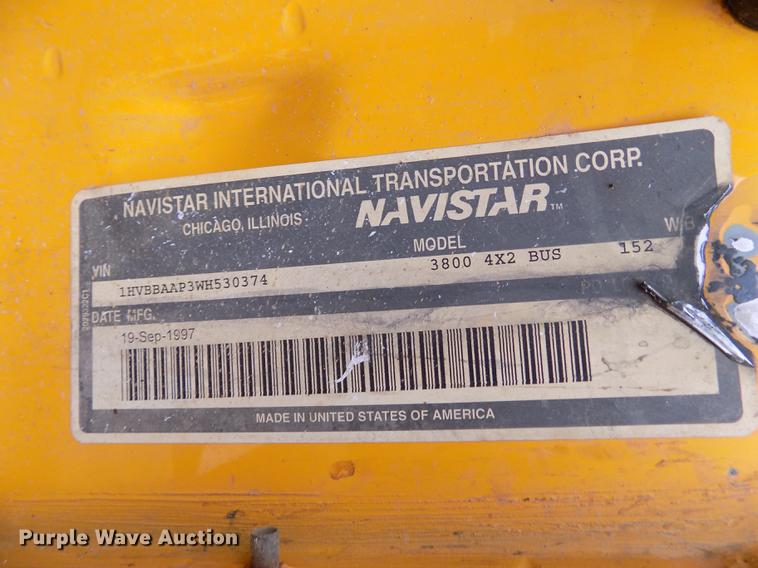 NAVISTAR INTERNATIONAL TRANSPORTATION CORP.
CHICAGO, ILLINOIS
NAVISTAR TM
VIN
MODEL
1HVBBAAP3WH530374
3800 4X2 BUS
152
DATE MFG.
19-Sep-1997
MADE IN UNITED STATES OF AMERICA
Purple Wave Auction